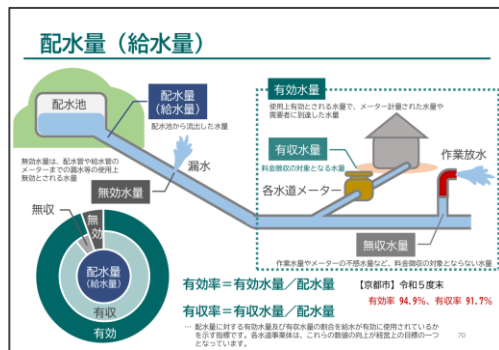 配水量（給水量）
配水池
配水量
（給水量）
配水池から流出した水量
有効水量
使用上有効とされる水量で、メーター計量された水量や
需要者に到達した水量
無効水量は、配水管や給水管の
メーターまでの漏水等の使用上
無効とされる水量
漏水
無効水量
有収水量
料金徴収の対象となる水量
各水道メーター
作業放水
無収水量
作業水量やメーターの不感水量など、料金徴収の対象とならない水量
無収
無効
配水量
（給水量）
有収
有効
有効率＝有効水量／配水量
【京都市】令和５度末
有効率 94.9%、有収率 91.7%
有収率＝有収水量／配水量
… 配水量に対する有効水量及び有収水量の割合を給水が有効に使用されているか
を示す指標です。各水道事業体は、これらの数値の向上が経営上の目標の一つ
となっています。
70